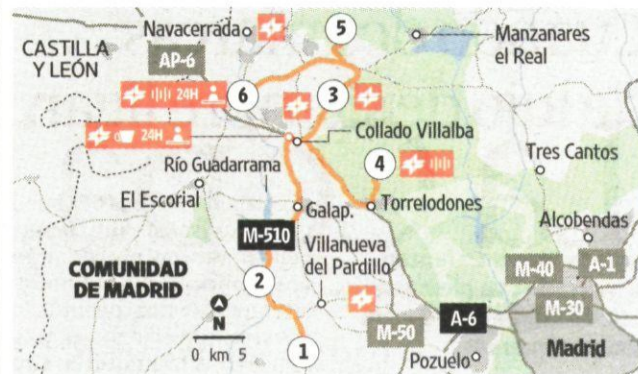 Navacerrada
5
Manzanares
el Real
CASTILLA
Y LEÓN
AP-6
24H
6
3
24H
Collado Villalba
Río Guadarrama
4
Tres Cantos
El Escorial
Galap.
Torrelodones
Alcobendas
M-510
Villanueva
del Pardillo
M-40
A-1
COMUNIDAD
DE MADRID
2
N
0 km 5
1
M-50
A-6
M-30
Pozuelo
Madrid